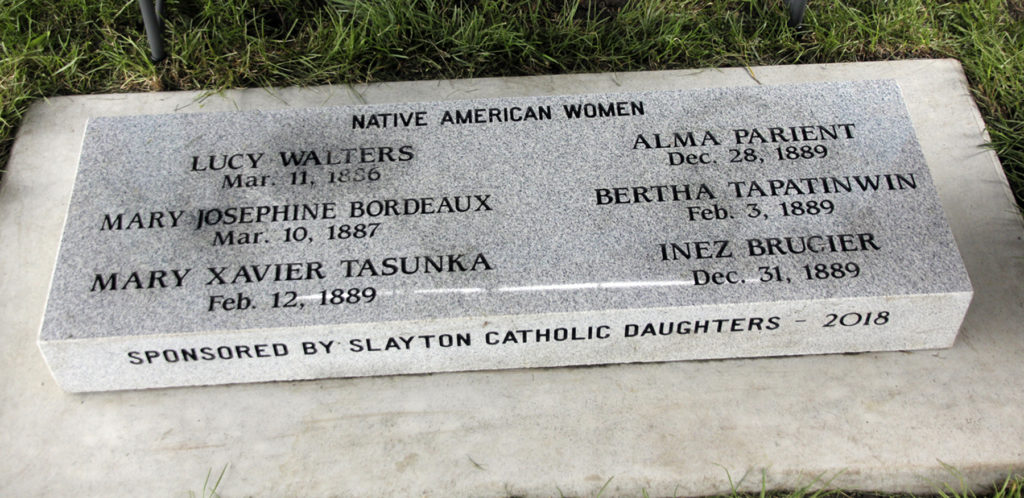 NATIVE AMERICAN WOMEN
LUCY WALTERS
Mar. 11, 1886
MARY JOSEPHINE BORDEAUX
Mar. 10, 1887
MARY XAVIER TASUNKA
Feb. 12, 1889
ALMA PARIENT
Dec. 28, 1889
BERTHA TAPATINWIN
Feb. 3, 1889
INEZ BRUGIER
Dec. 31, 1889
SPONSORED BY SLAYTON CATHOLIC DAUGHTERS - 2018